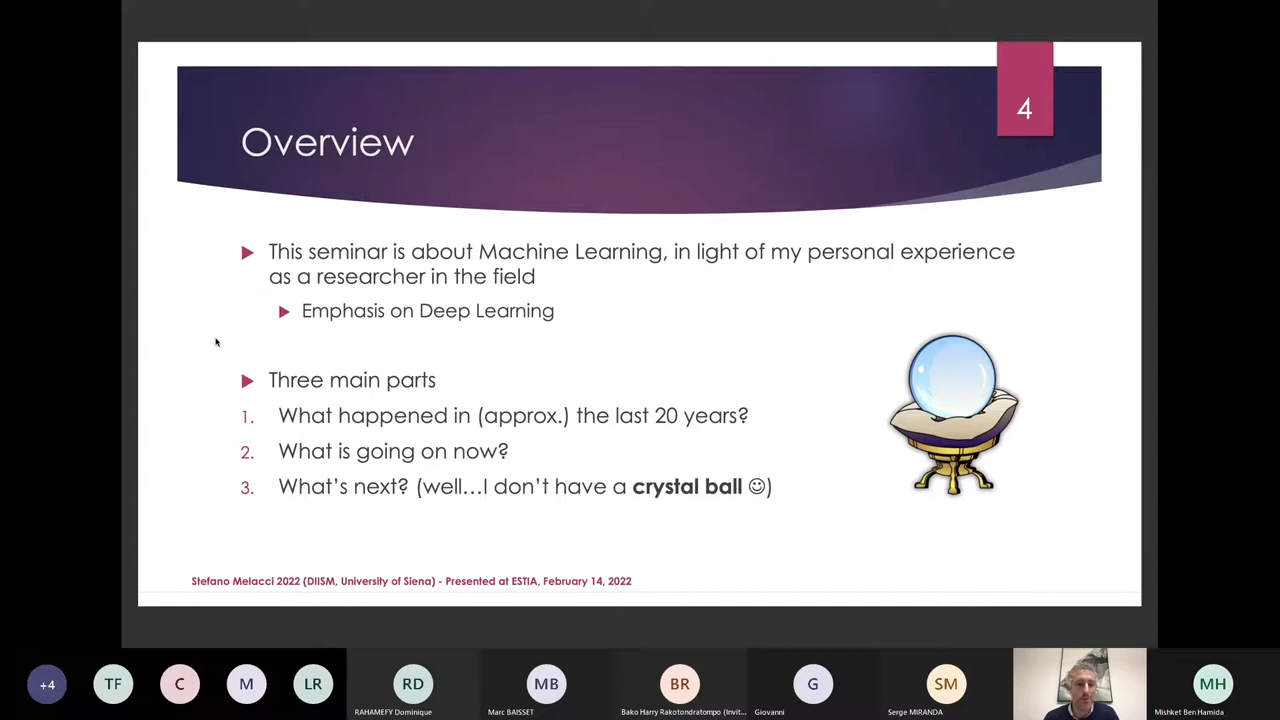 4
Overview
This seminar is about Machine Learning, in light of my personal experience
as a researcher in the field
Emphasis on Deep Learning
Three main parts
1. What happened in (approx.) the last 20 years?
2. What is going on now?
3. What's next? (well...I don't have a crystal ball ☺)
Stefano Melacci 2022 (DIISM, University of Siena) - Presented at ESTIA, February 14, 2022
+4
TF
C
M
LR
RD
MB
BR
G
SM
MH
RAHAMEFY Dominique
Marc BAISSET
Bako Harry Rakotondratompo (Invit...
Giovanni
Serge MIRANDA
Mishket Ben Hamida